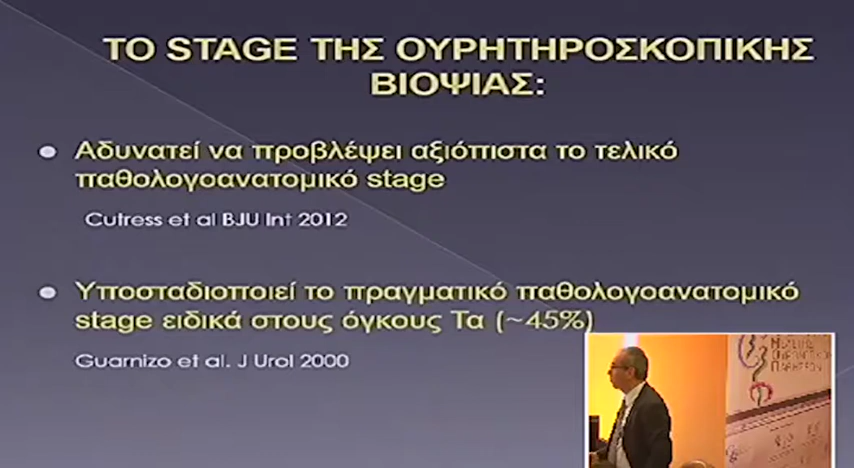 ΤΟ STAGE ΤΗΣ ΟΥΡΗΤΗΡΟΣΚΟΠΙΚΗΣ
ΒΙΟΨΙΑΣ:
Αδυνατεί να προβλέψει αξιόπιστα το τελικό
παθολογοανατομικό stage
Cutress et al BJU Int 2012
Υποσταδιοποιεί το πραγματικό παθολογοανατομικό
stage ειδικά στους όγκους Τα (~45%)
Guarnizo et al. J Urol 2000